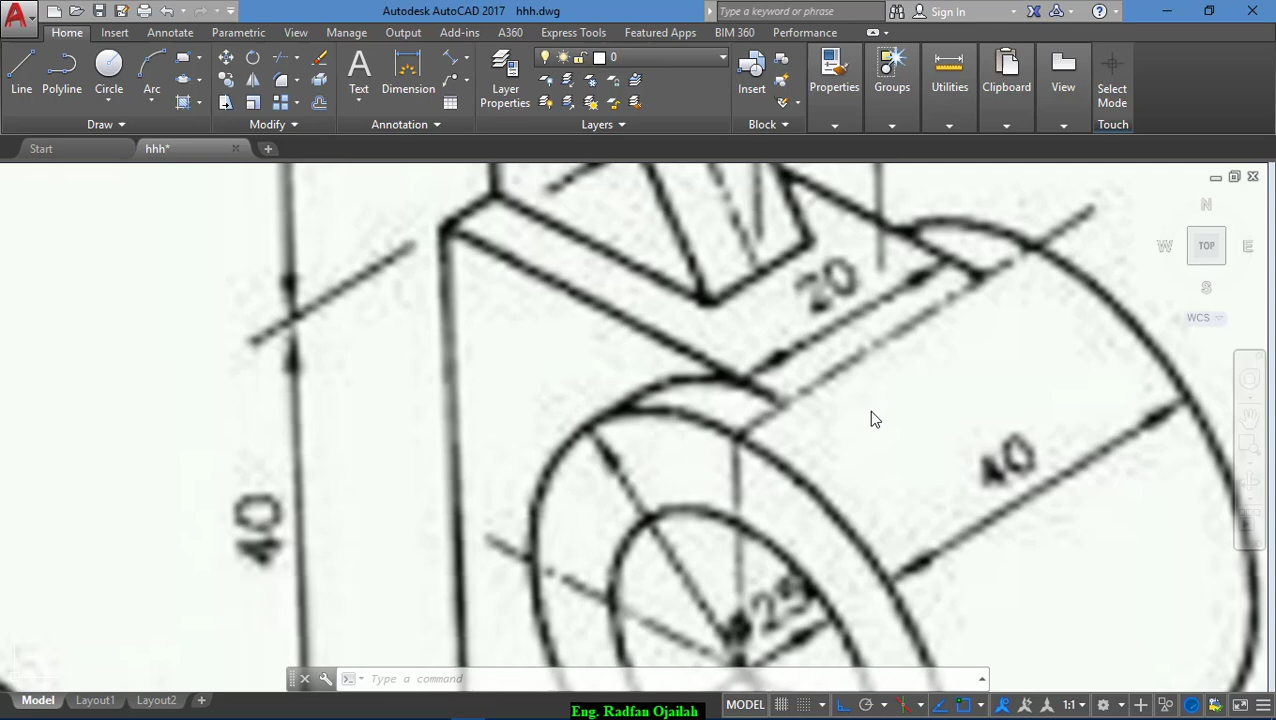 Autodesk AutoCAD 2017 hhh.dwg
Type a keyword or phrase
Sign In
Home Insert Annotate Parametric View Manage Output Add-ins A360 Express Tools Featured Apps BIM 360 Performance
Line Polyline Circle Arc
Text Dimension
Layer Properties
0
Insert
Properties Groups Utilities Clipboard View
Select Mode
Draw Modify Annotation Layers Block Touch
Start hhh*
N
W TOP E
S
WCS
20
40
40
25
Type a command
Model Layout1 Layout2
MODEL 1:1
Eng. Radfan Ojailah